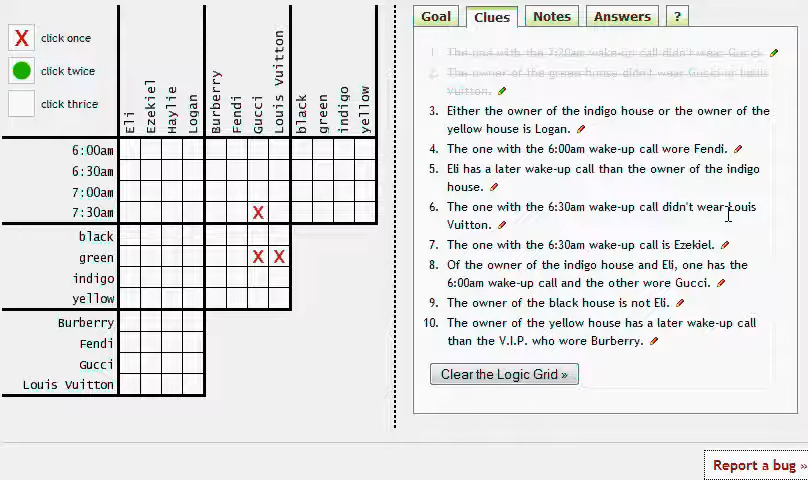 Goal Clues Notes Answers ?
X click once
click twice
click thrice
Eli Ezekiel Haylie Logan Burberry Fendi Gucci Louis Vuitton black green indigo yellow
6:00am
6:30am
7:00am
7:30am X
black
green X X
indigo
yellow
Burberry
Fendi
Gucci
Louis Vuitton
1. The one with the 7:30am wake-up call didn't wear Gucci.
2. The owner of the green house didn't wear Gucci or Louis
Vuitton.
3. Either the owner of the indigo house or the owner of the
yellow house is Logan.
4. The one with the 6:00am wake-up call wore Fendi.
5. Eli has a later wake-up call than the owner of the indigo
house.
6. The one with the 6:30am wake-up call didn't wear Louis
Vuitton.
7. The one with the 6:30am wake-up call is Ezekiel.
8. Of the owner of the indigo house and Eli, one has the
6:00am wake-up call and the other wore Gucci.
9. The owner of the black house is not Eli.
10. The owner of the yellow house has a later wake-up call
than the V.I.P. who wore Burberry.
Clear the Logic Grid »
Report a bug »